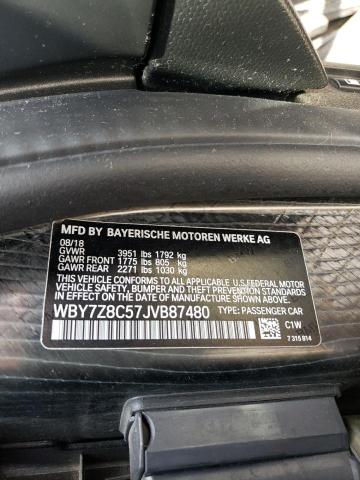 MFD BY BAYERISCHE MOTOREN WERKE AG
08/18
GVWR 3951 lbs 1792 kg
GAWR FRONT 1775 lbs 805 kg
GAWR REAR 2271 lbs 1030 kg
THIS VEHICLE CONFORMS TO ALL APPLICABLE U.S. FEDERAL
MOTOR VEHICLE SAFETY, BUMPER AND THEFT PREVENTION
STANDARDS IN EFFECT ON THE DATE OF MANUFACTURE SHOWN ABOVE.
WBY7Z8C57JVB87480 TYPE: PASSENGER CAR
C1W
7 315 814